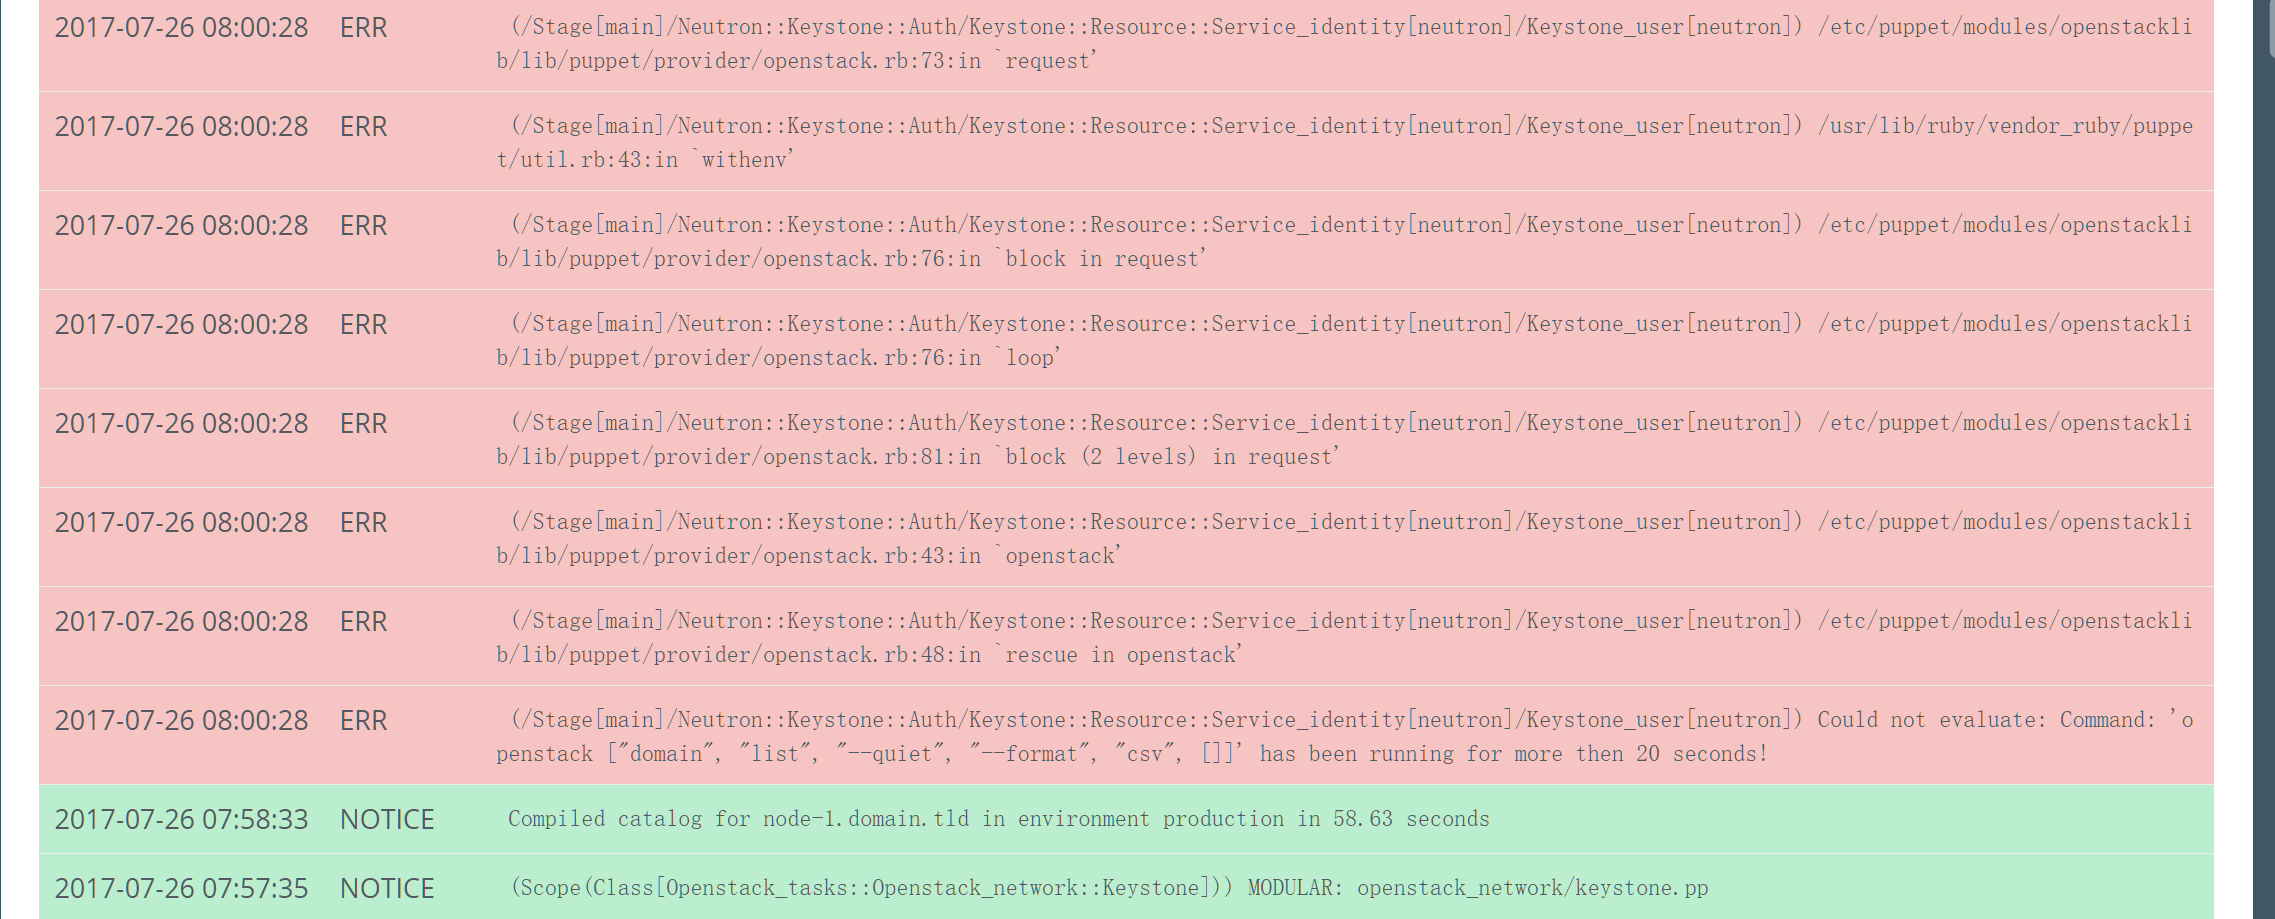 2017-07-26 08:00:28 ERR (/Stage[main]/Neutron::Keystone::Auth/Keystone::Resource::Service_identity[neutron]/Keystone_user[neutron]) /etc/puppet/modules/openstackli
b/lib/puppet/provider/openstack.rb:73:in `request'
2017-07-26 08:00:28 ERR (/Stage[main]/Neutron::Keystone::Auth/Keystone::Resource::Service_identity[neutron]/Keystone_user[neutron]) /usr/lib/ruby/vendor_ruby/puppe
t/util.rb:43:in `withenv'
2017-07-26 08:00:28 ERR (/Stage[main]/Neutron::Keystone::Auth/Keystone::Resource::Service_identity[neutron]/Keystone_user[neutron]) /etc/puppet/modules/openstackli
b/lib/puppet/provider/openstack.rb:76:in `block in request'
2017-07-26 08:00:28 ERR (/Stage[main]/Neutron::Keystone::Auth/Keystone::Resource::Service_identity[neutron]/Keystone_user[neutron]) /etc/puppet/modules/openstackli
b/lib/puppet/provider/openstack.rb:76:in `loop'
2017-07-26 08:00:28 ERR (/Stage[main]/Neutron::Keystone::Auth/Keystone::Resource::Service_identity[neutron]/Keystone_user[neutron]) /etc/puppet/modules/openstackli
b/lib/puppet/provider/openstack.rb:81:in `block (2 levels) in request'
2017-07-26 08:00:28 ERR (/Stage[main]/Neutron::Keystone::Auth/Keystone::Resource::Service_identity[neutron]/Keystone_user[neutron]) /etc/puppet/modules/openstackli
b/lib/puppet/provider/openstack.rb:43:in `openstack'
2017-07-26 08:00:28 ERR (/Stage[main]/Neutron::Keystone::Auth/Keystone::Resource::Service_identity[neutron]/Keystone_user[neutron]) /etc/puppet/modules/openstackli
b/lib/puppet/provider/openstack.rb:48:in `rescue in openstack'
2017-07-26 08:00:28 ERR (/Stage[main]/Neutron::Keystone::Auth/Keystone::Resource::Service_identity[neutron]/Keystone_user[neutron]) Could not evaluate: Command: 'o
penstack ["domain", "list", "--quiet", "--format", "csv", []]' has been running for more then 20 seconds!
2017-07-26 07:58:33 NOTICE Compiled catalog for node-1.domain.tld in environment production in 58.63 seconds
2017-07-26 07:57:35 NOTICE (Scope(Class[Openstack_tasks::Openstack_network::Keystone])) MODULAR: openstack_network/keystone.pp